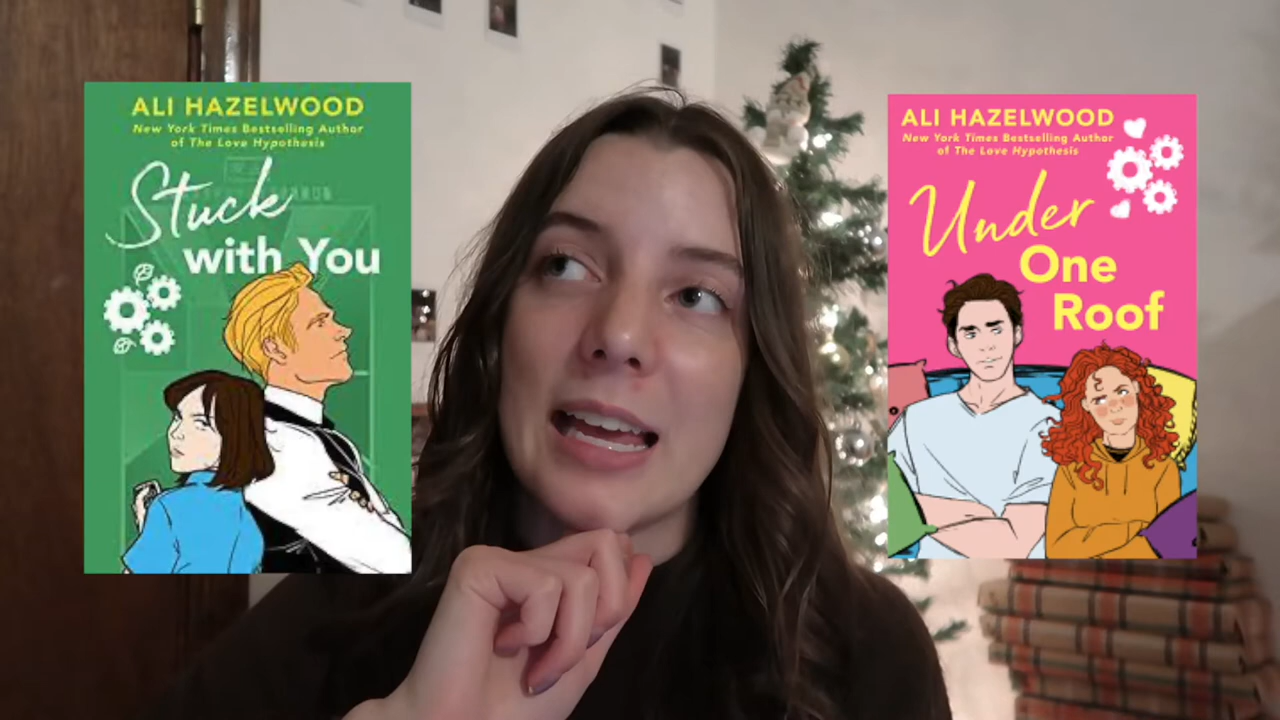 ALI HAZELWOOD
New York Times Bestselling Author
of The Love Hypothesis
Stuck
with You
ALI HAZELWOOD
New York Times Bestselling Author
of The Love Hypothesis
Under
One
Roof